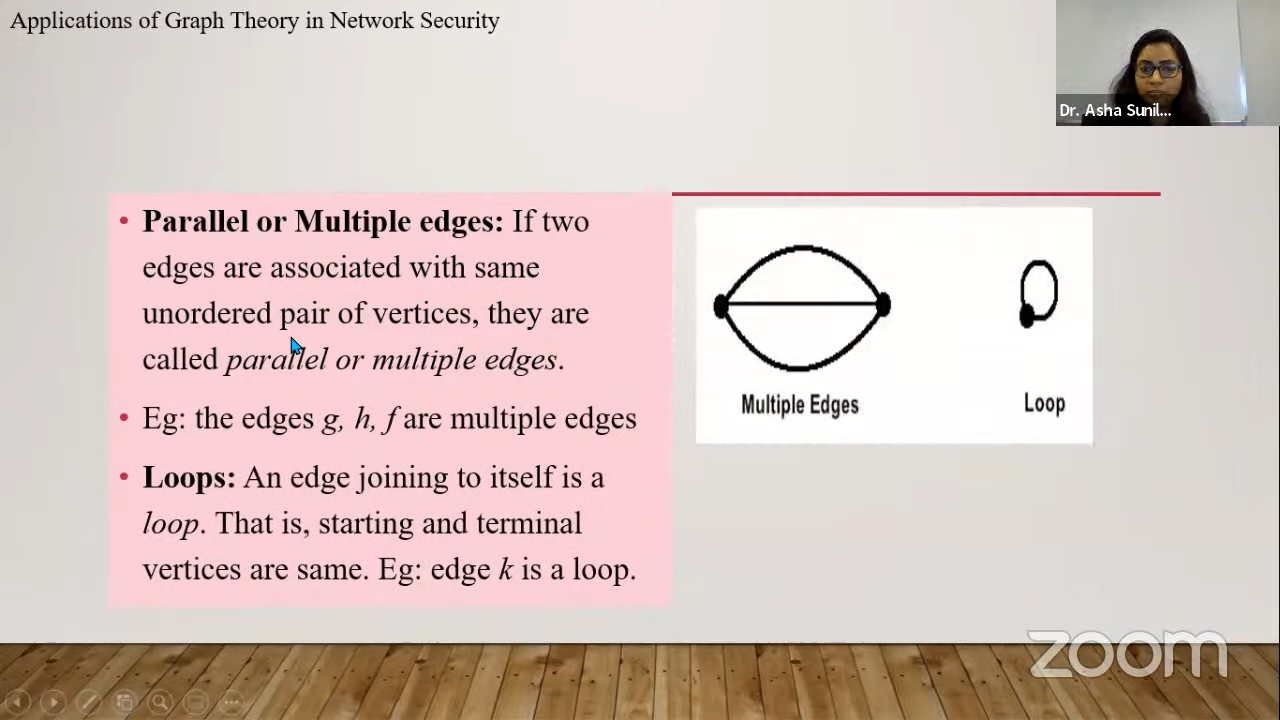 Applications of Graph Theory in Network Security
Dr. Asha Sunil...
• Parallel or Multiple edges: If two
edges are associated with same
unordered pair of vertices, they are
called parallel or multiple edges.
• Eg: the edges g, h, f are multiple edges
• Loops: An edge joining to itself is a
loop. That is, starting and terminal
vertices are same. Eg: edge k is a loop.
Multiple Edges
Loop
zoom